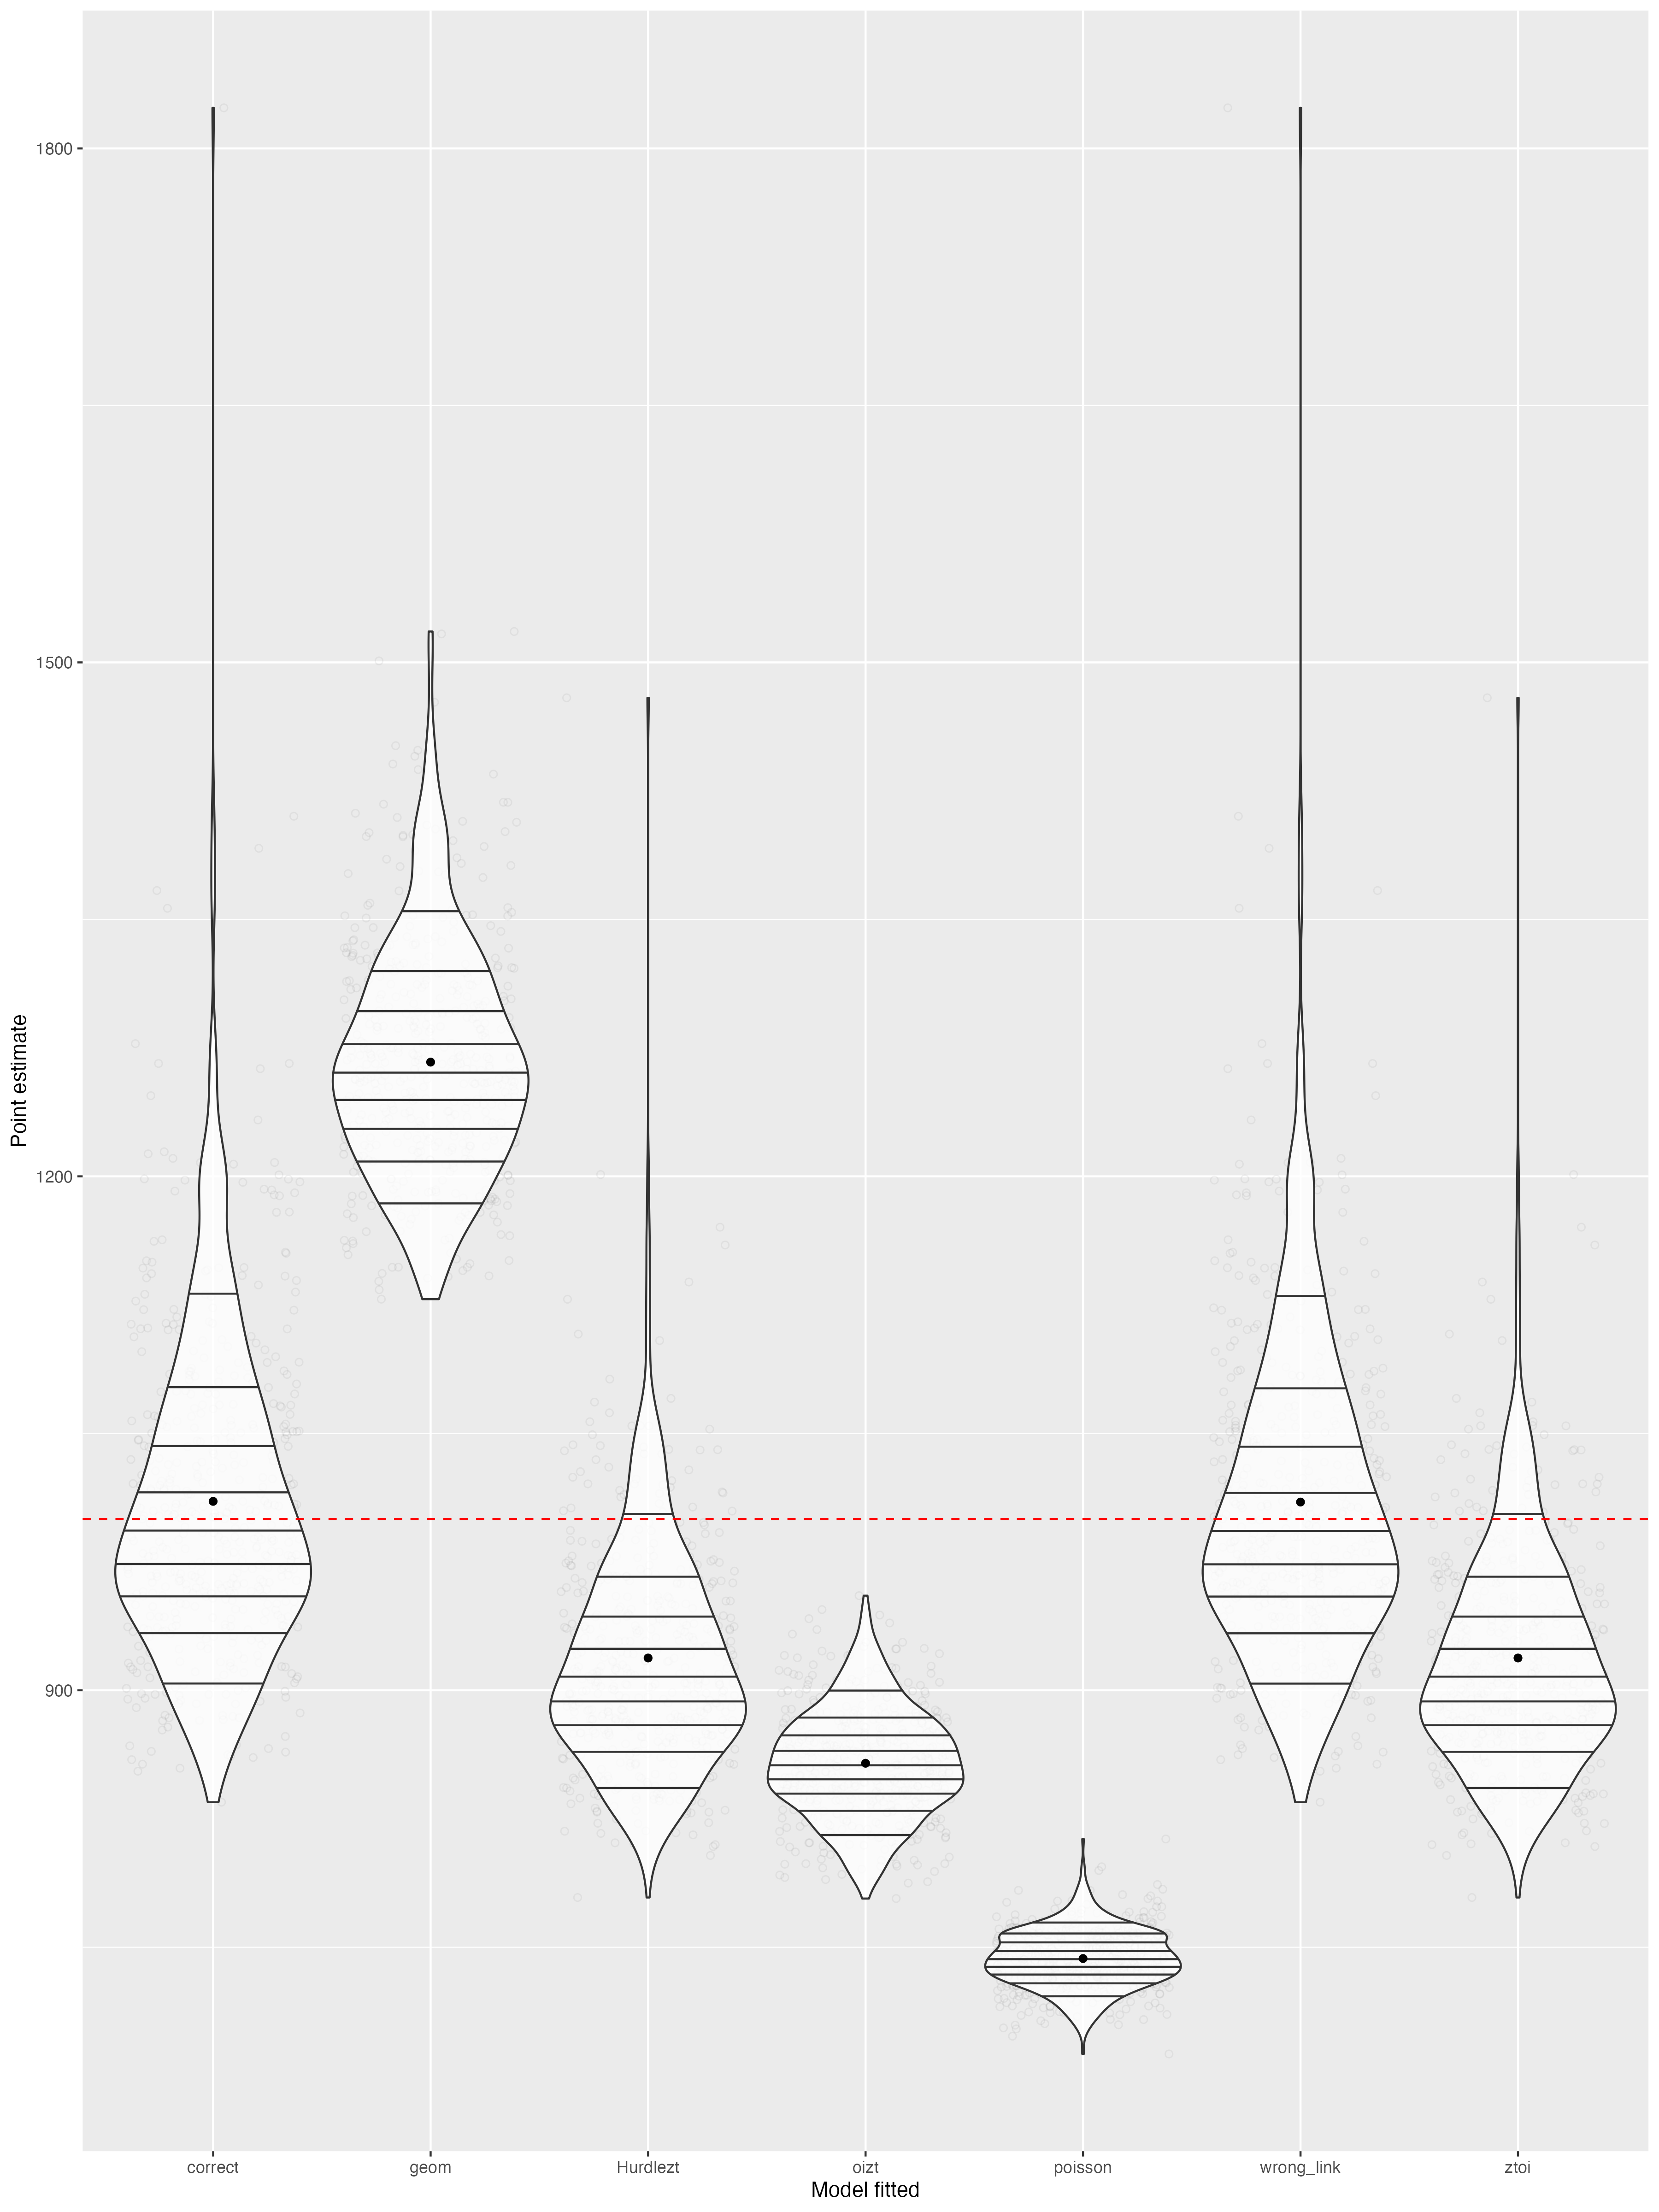 Point estimate
1800
1500
1200
900
correct geom Hurdlezt oizt poisson wrong_link ztoi
Model fitted